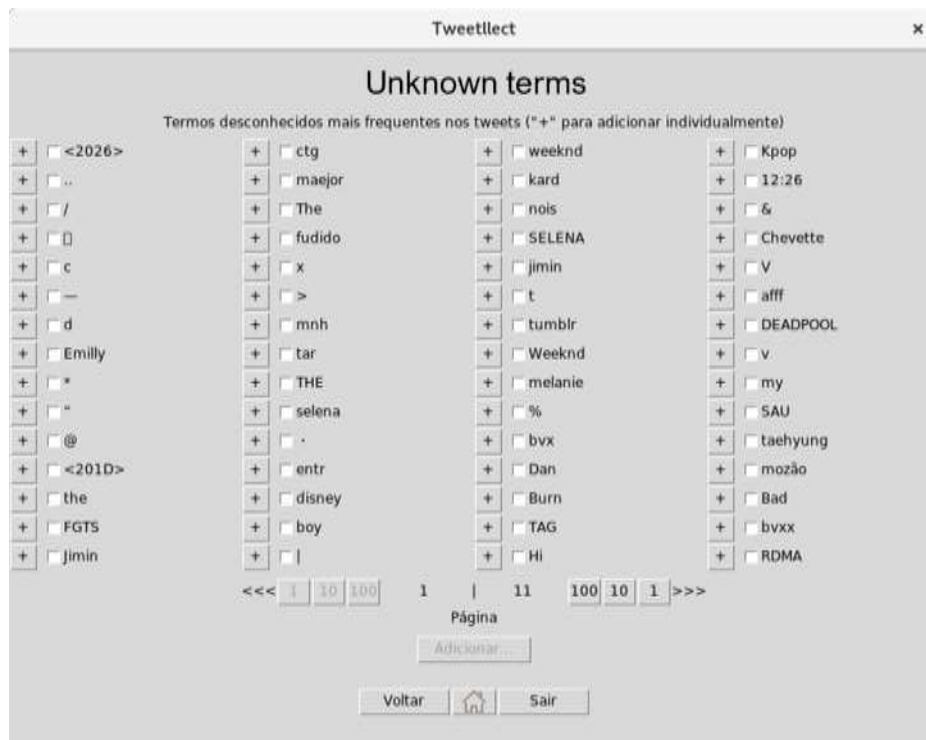 Tweetllect ×
Unknown terms
Termos desconhecidos mais frequentes nos tweets ("+" para adicionar individualmente)
+ <2026> + ctg + weeknd + Kpop
+ .. + maejor + kard + 12:26
+ / + The + nois + &
+ ▯ + fudido + SELENA + Chevette
+ c + x + jimin + V
+ — + > + t + afff
+ d + mnh + tumblr + DEADPOOL
+ Emilly + tar + Weeknd + v
+ * + THE + melanie + my
+ “ + selena + % + SAU
+ @ + · + bvx + taehyung
+ <201D> + entr + Dan + mozão
+ the + disney + Burn + Bad
+ FGTS + boy + TAG + bvxx
+ Jimin + | + Hi + RDMA
<<< 1 10 100 1 | 11 100 10 1 >>>
Página
Adicionar...
Voltar Sair